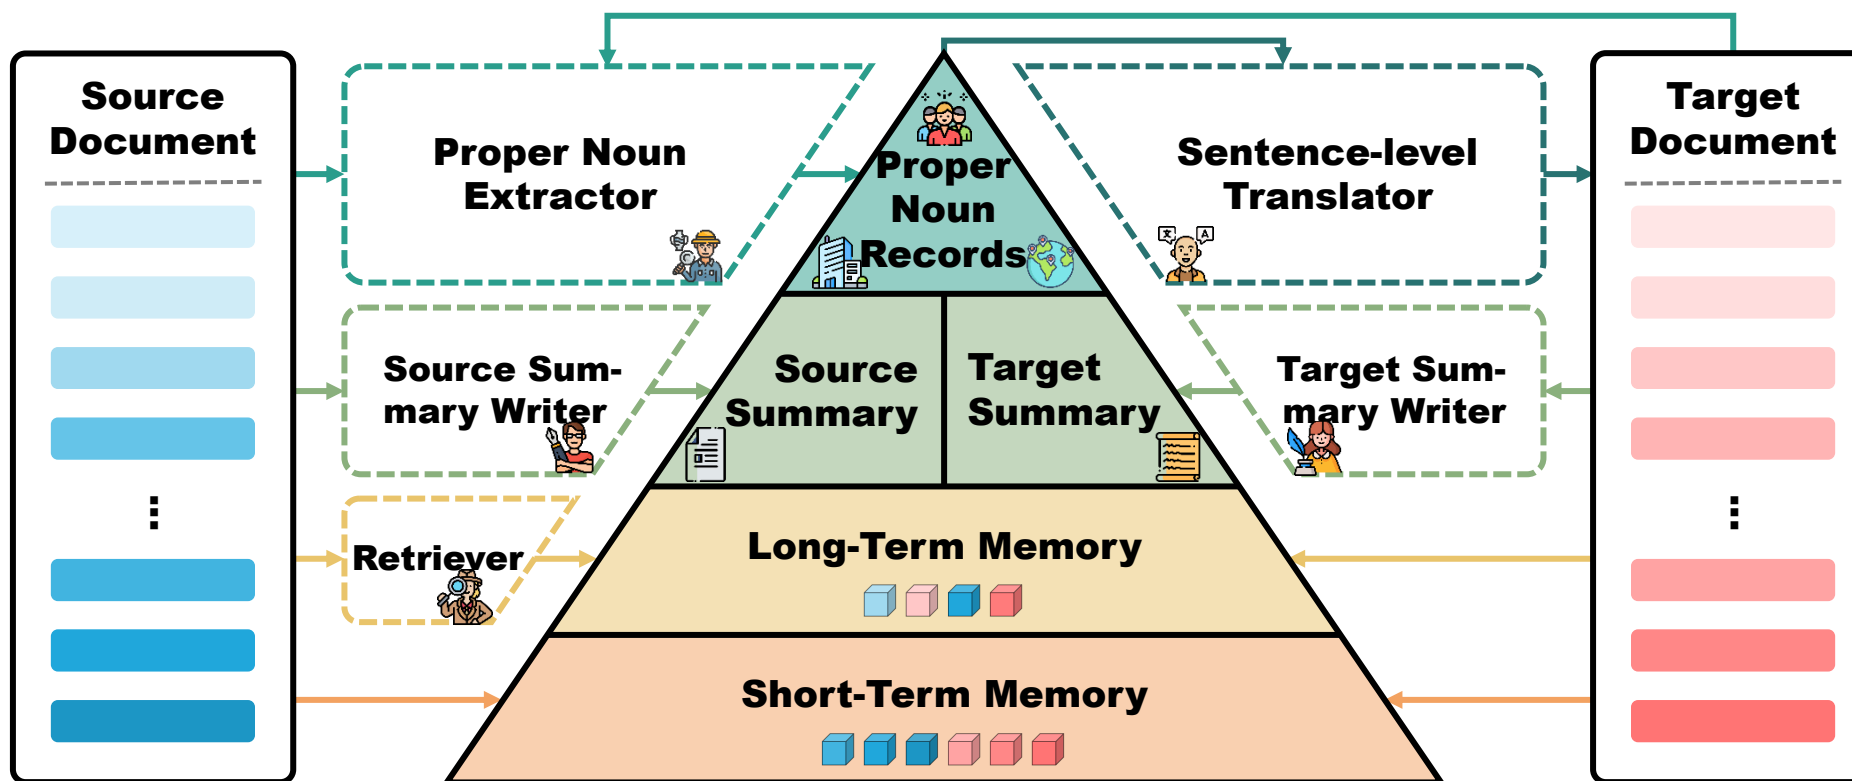 Source
Document
Proper Noun
Extractor
Source Sum-
mary Writer
Retriever
Proper
Noun
Records
Source
Summary
Target
Summary
Long-Term Memory
Short-Term Memory
Sentence-level
Translator
文 A
Target Sum-
mary Writer
Target
Document